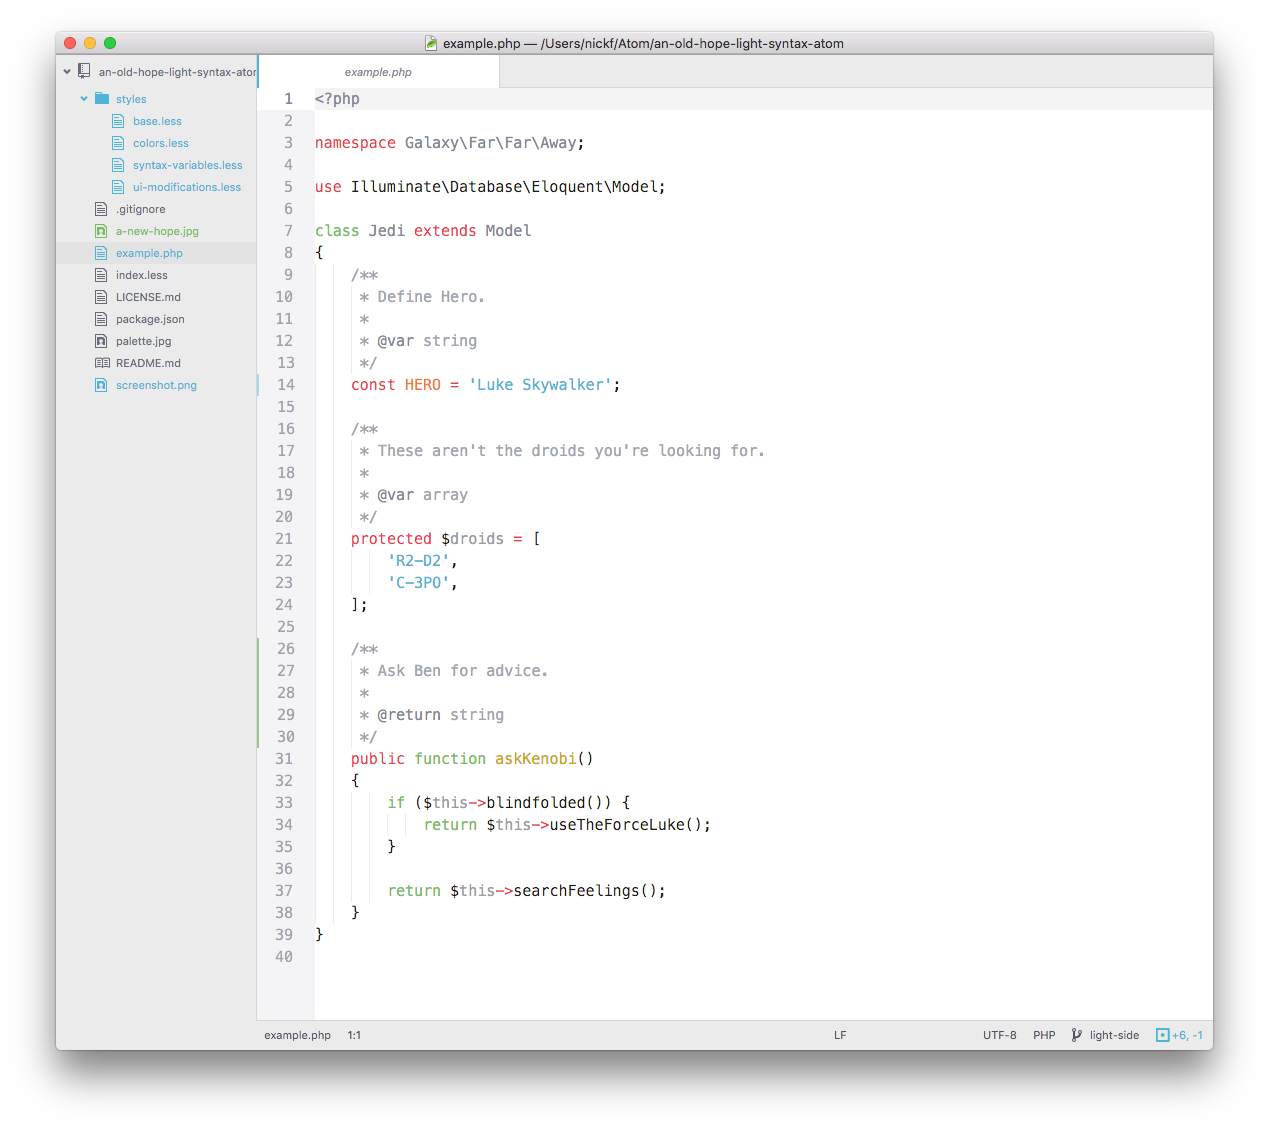 example.php — /Users/nickf/Atom/an-old-hope-light-syntax-atom
an-old-hope-light-syntax-ator
styles
base.less
colors.less
syntax-variables.less
ui-modifications.less
.gitignore
a-new-hope.jpg
example.php
index.less
LICENSE.md
package.json
palette.jpg
README.md
screenshot.png
example.php
1 <?php
2
3 namespace Galaxy\Far\Far\Away;
4
5 use Illuminate\Database\Eloquent\Model;
6
7 class Jedi extends Model
8 {
9     /**
10      * Define Hero.
11      *
12      * @var string
13      */
14     const HERO = 'Luke Skywalker';
15
16     /**
17      * These aren't the droids you're looking for.
18      *
19      * @var array
20      */
21     protected $droids = [
22         'R2-D2',
23         'C-3PO',
24     ];
25
26     /**
27      * Ask Ben for advice.
28      *
29      * @return string
30      */
31     public function askKenobi()
32     {
33         if ($this->blindfolded()) {
34             return $this->useTheForceLuke();
35         }
36
37         return $this->searchFeelings();
38     }
39 }
40
example.php 1:1 LF UTF-8 PHP light-side +6, -1